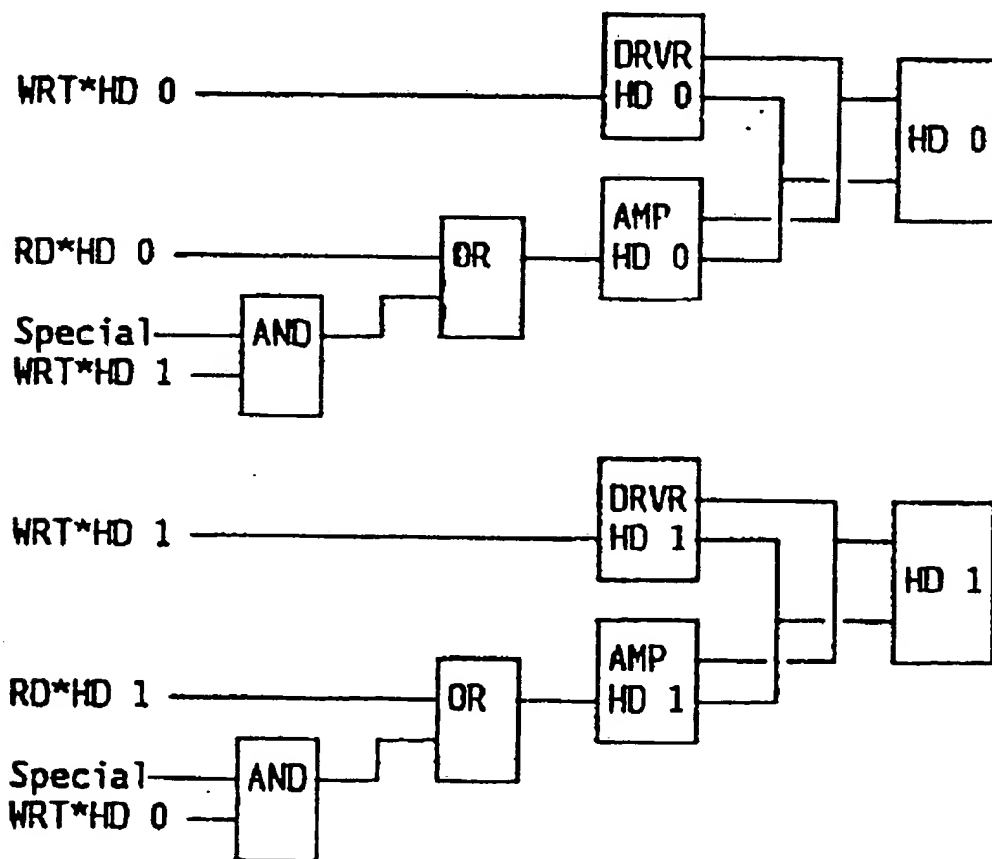 DRVR
HD 0
WRT*HD 0
HD 0
AMP
HD 0
RD*HD 0
OR
Special
AND
WRT*HD 1
DRVR
HD 1
WRT*HD 1
HD 1
AMP
HD 1
RD*HD 1
OR
Special
AND
WRT*HD 0